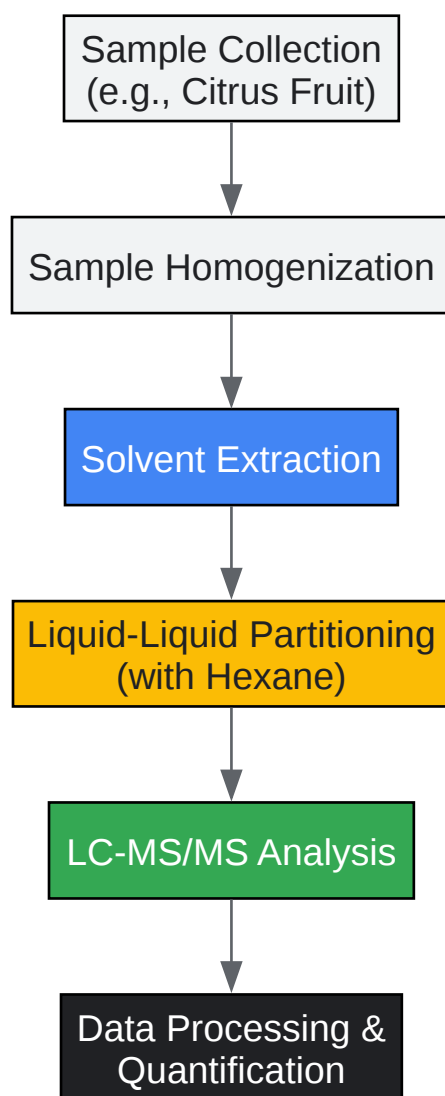 Sample Collection
(e.g., Citrus Fruit)
Sample Homogenization
Solvent Extraction
Liquid-Liquid Partitioning
(with Hexane)
LC-MS/MS Analysis
Data Processing &
Quantification